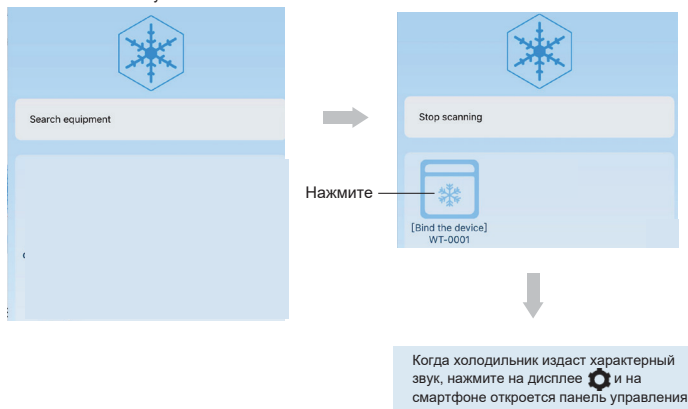 Search equipment
Stop scanning
Нажмите
[Bind the device]
WT-0001
Когда холодильник издаст характерный
звук, нажмите на дисплее и на
смартфоне откроется панель управления